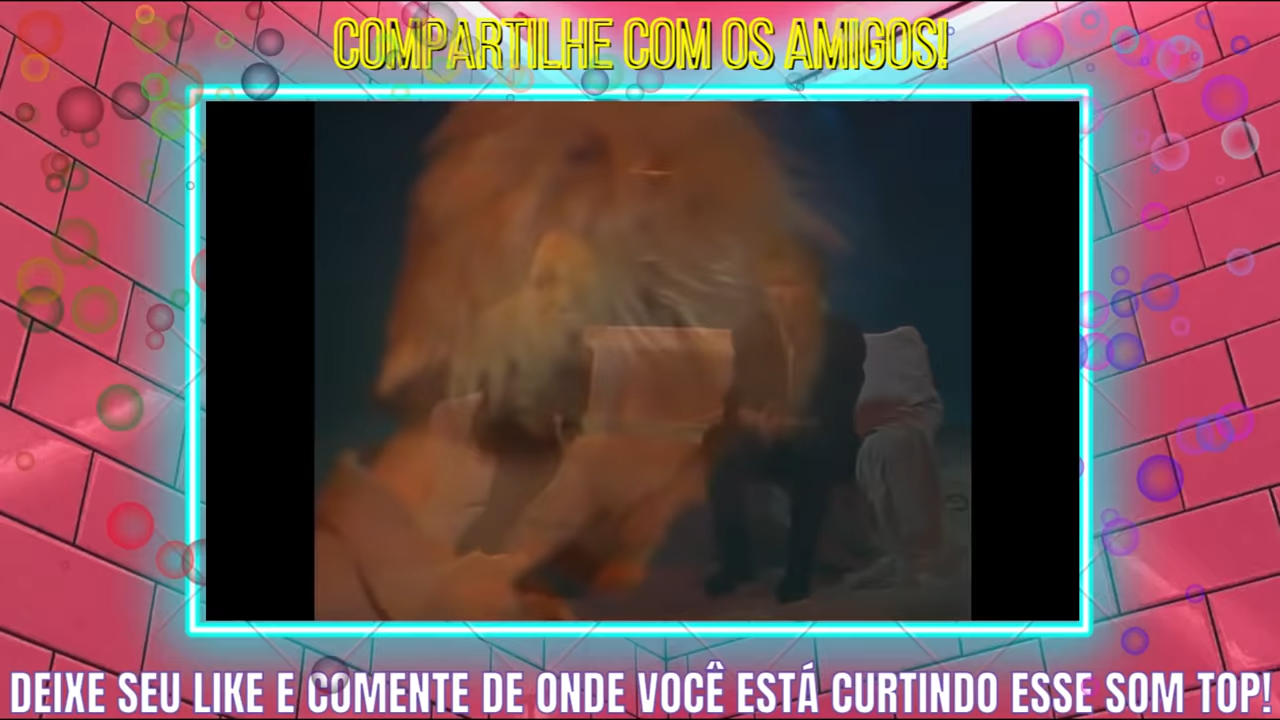 COMPARTILHE COM OS AMIGOS!
DEIXE SEU LIKE E COMENTE DE ONDE VOCÊ ESTÁ CURTINDO ESSE SOM TOP!